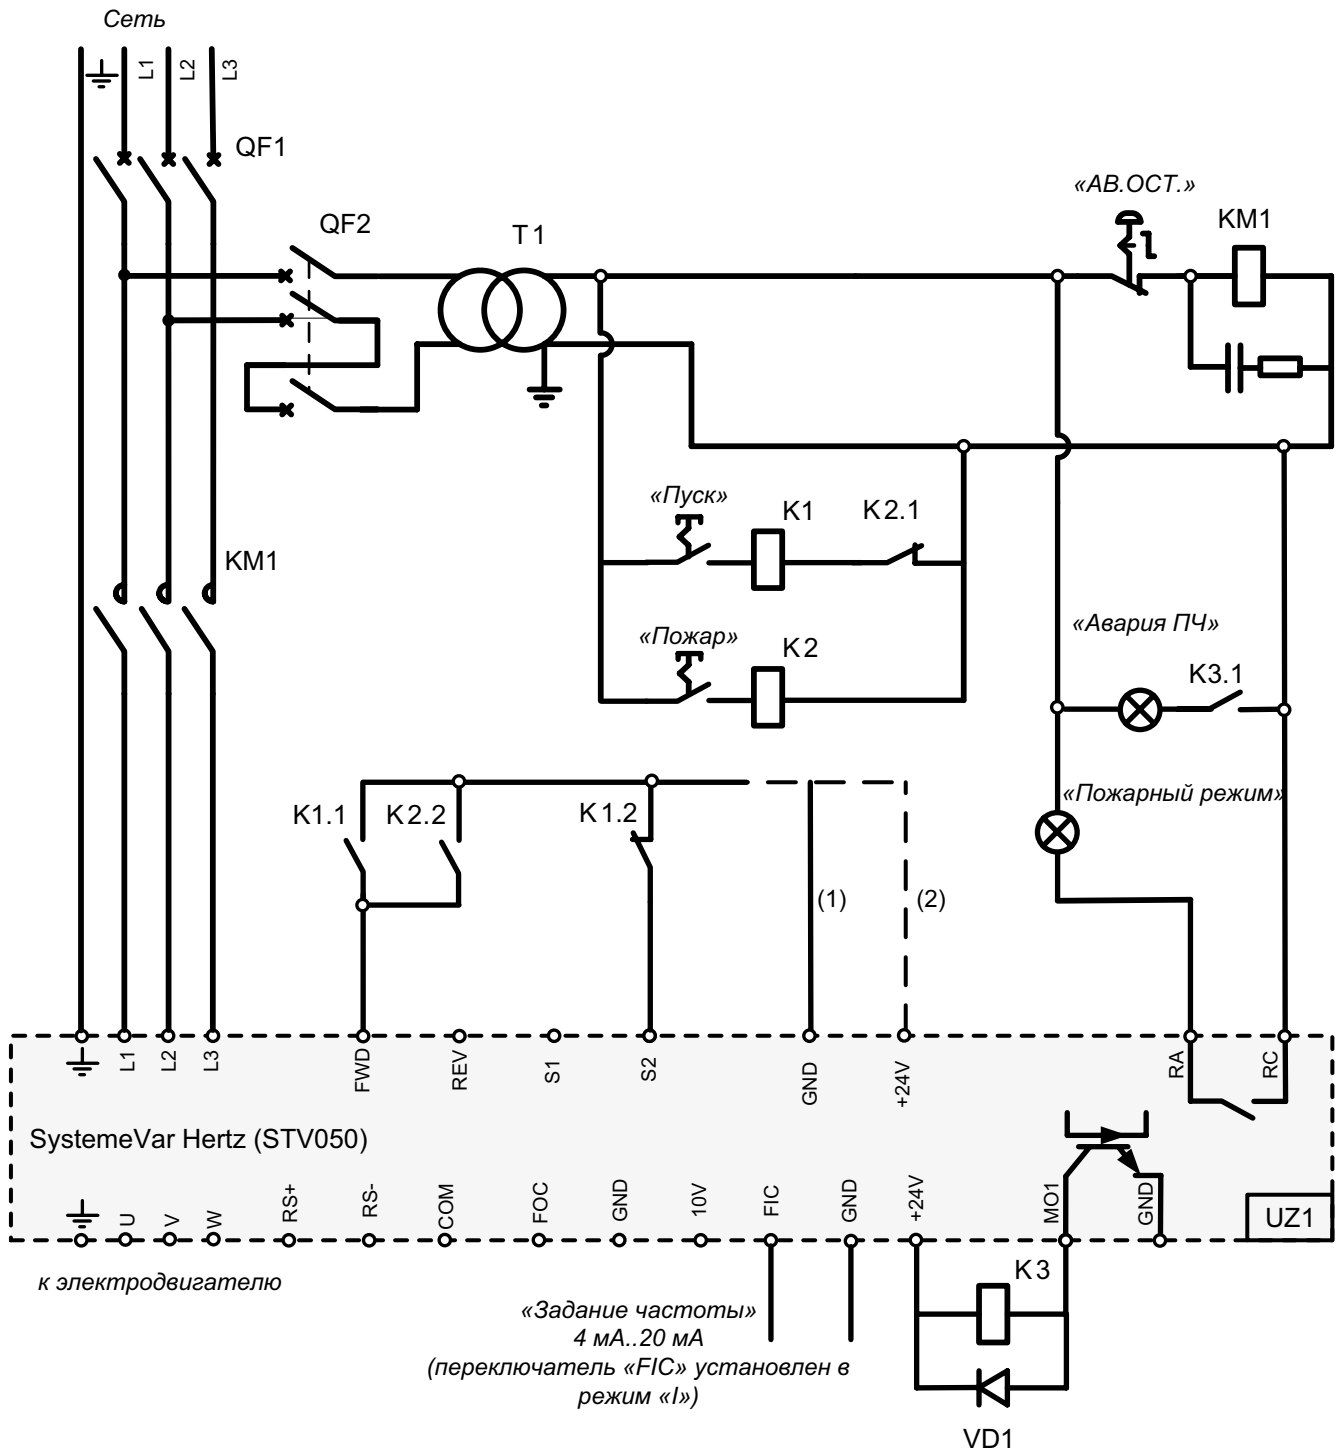 Сеть
L1
L2
L3
QF1
QF2
T1
«АВ.ОСТ.»
KM1
«Пуск»
K1
K2.1
KM1
«Пожар»
K2
«Авария ПЧ»
K3.1
«Пожарный режим»
K1.1
K2.2
K1.2
(1)
(2)
L1
L2
L3
FWD
REV
S1
S2
GND
+24V
RA
RC
SystemeVar Hertz (STV050)
U
V
W
RS+
RS-
COM
FOC
GND
10V
FIC
GND
+24V
MO1
GND
UZ1
к электродвигателю
K3
«Задание частоты»
4 мА..20 мА
(переключатель «FIC» установлен в
режим «I»)
VD1